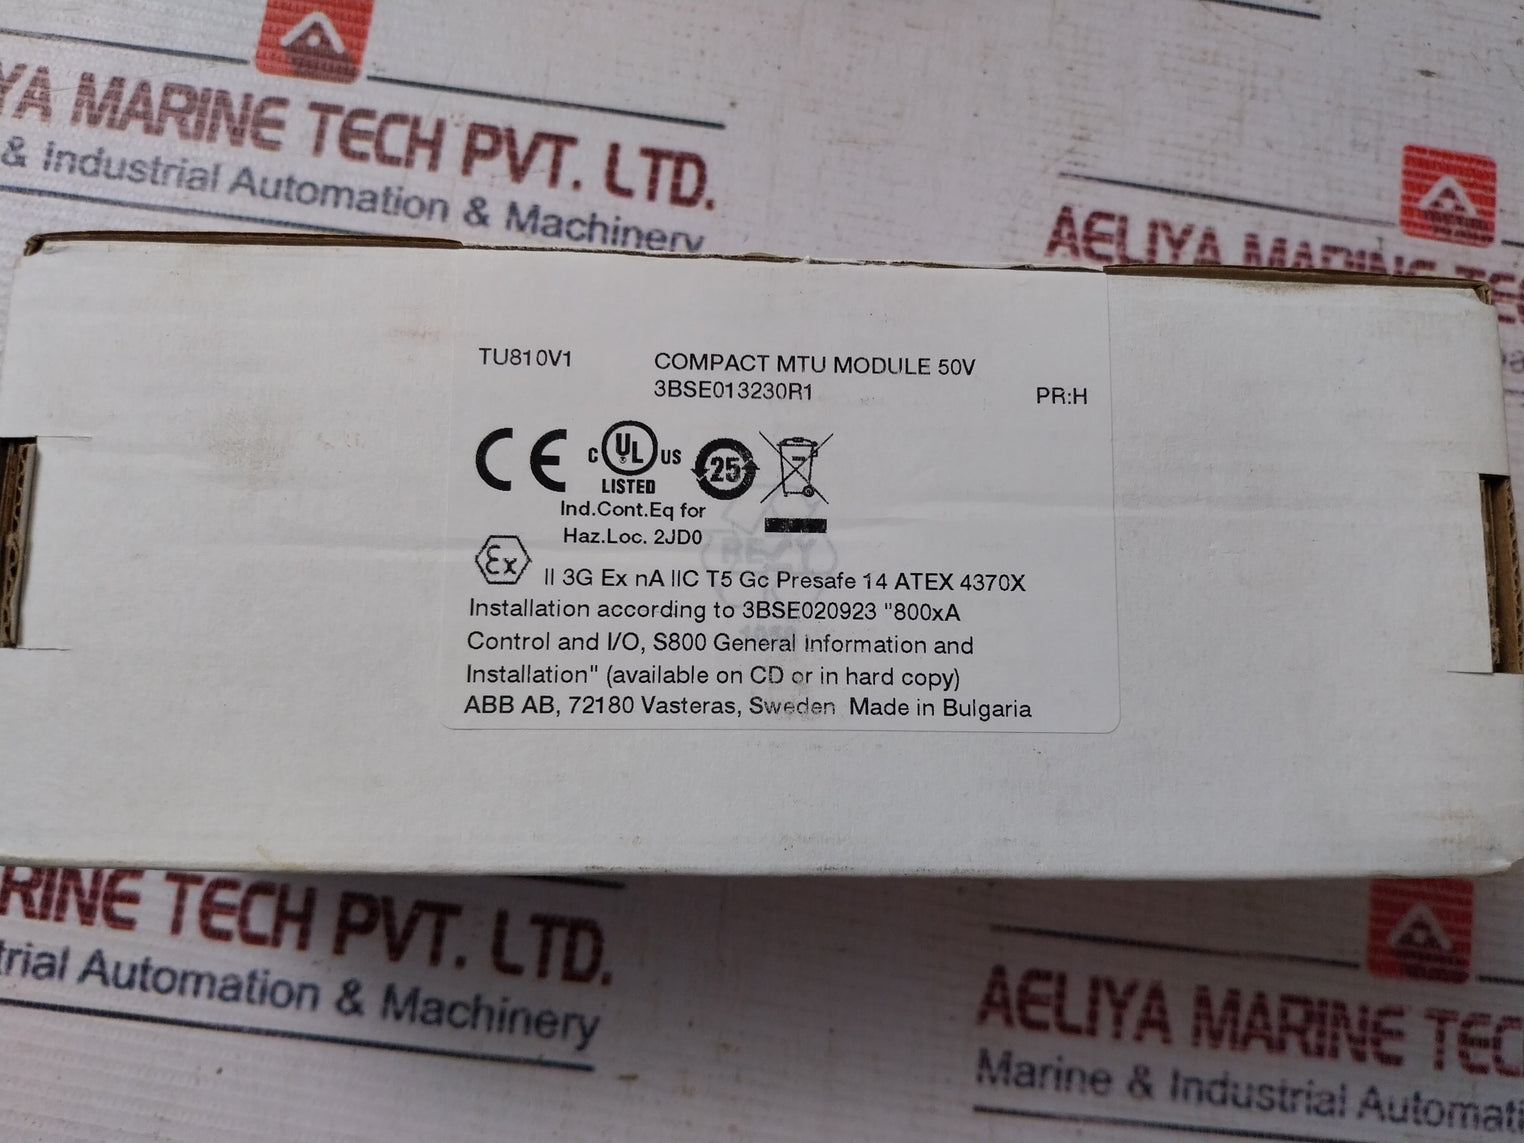 YA MARINE TECH PVT. LTD.
& Industrial Automation & Machinery
AELIYA MARINE TEC
TU810V1 COMPACT MTU MODULE 50V
3BSE013230R1 PR:H
CE C UL US 25
LISTED
Ind.Cont.Eq for
Haz.Loc. 2JD0
Ex II 3G Ex nA IIC T5 Gc Presafe 14 ATEX 4370X
Installation according to 3BSE020923 "800xA
Control and I/O, S800 General Information and
Installation" (available on CD or in hard copy)
ABB AB, 72180 Vasteras, Sweden Made in Bulgaria
RINE TECH PVT. LTD.
trial Automation & Machinery
AELIYA MARINE TEC
Marine & Industrial Automati